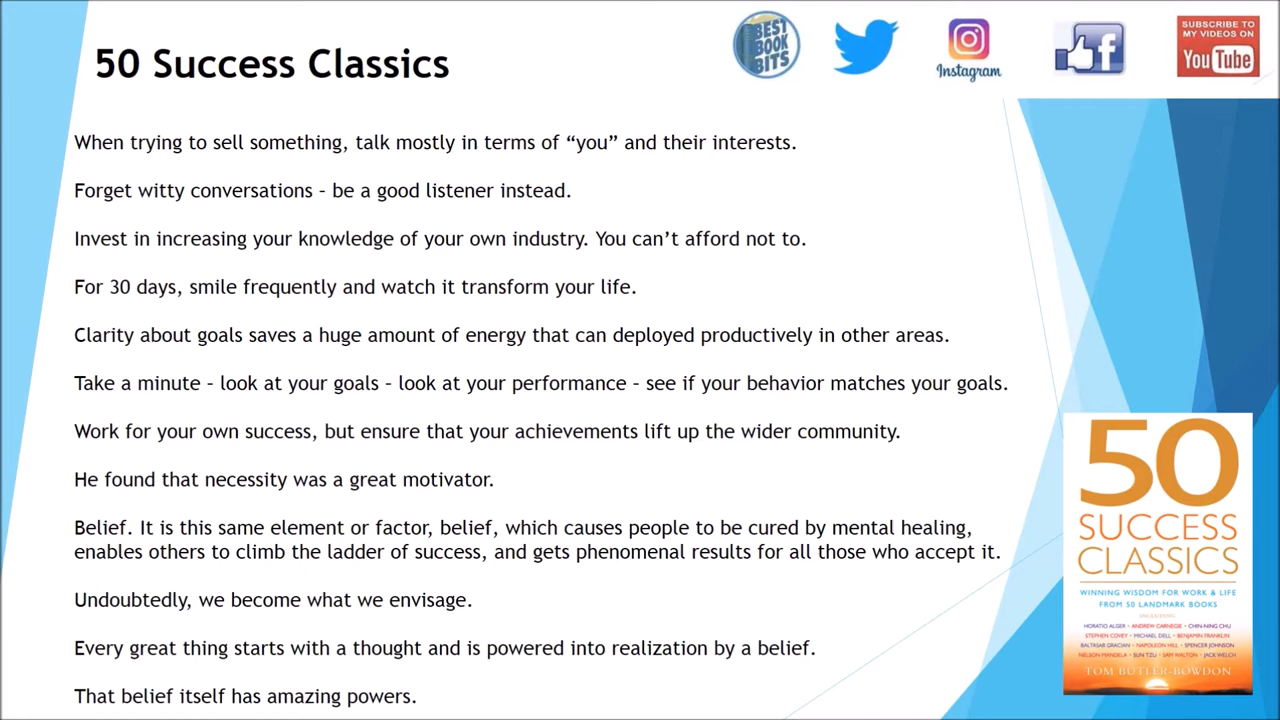 50 Success Classics
BEST
BOOK
BITS
Instagram
f
SUBSCRIBE TO
MY VIDEOS ON
YouTube
When trying to sell something, talk mostly in terms of “you” and their interests.
Forget witty conversations – be a good listener instead.
Invest in increasing your knowledge of your own industry. You can’t afford not to.
For 30 days, smile frequently and watch it transform your life.
Clarity about goals saves a huge amount of energy that can deployed productively in other areas.
Take a minute – look at your goals – look at your performance – see if your behavior matches your goals.
Work for your own success, but ensure that your achievements lift up the wider community.
He found that necessity was a great motivator.
Belief. It is this same element or factor, belief, which causes people to be cured by mental healing,
enables others to climb the ladder of success, and gets phenomenal results for all those who accept it.
Undoubtedly, we become what we envisage.
Every great thing starts with a thought and is powered into realization by a belief.
That belief itself has amazing powers.
50
SUCCESS
CLASSICS
WINNING WISDOM FOR WORK & LIFE
FROM 50 LANDMARK BOOKS
INCLUDING
HORATIO ALGER • ANDREW CARNEGIE • CHIN-NING CHU
STEPHEN COVEY • MICHAEL DELL • BENJAMIN FRANKLIN
BALTASAR GRACIAN • NAPOLEON HILL • SPENCER JOHNSON
NELSON MANDELA • SUN TZU • SAM WALTON • JACK WELCH
TOM BUTLER-BOWDON